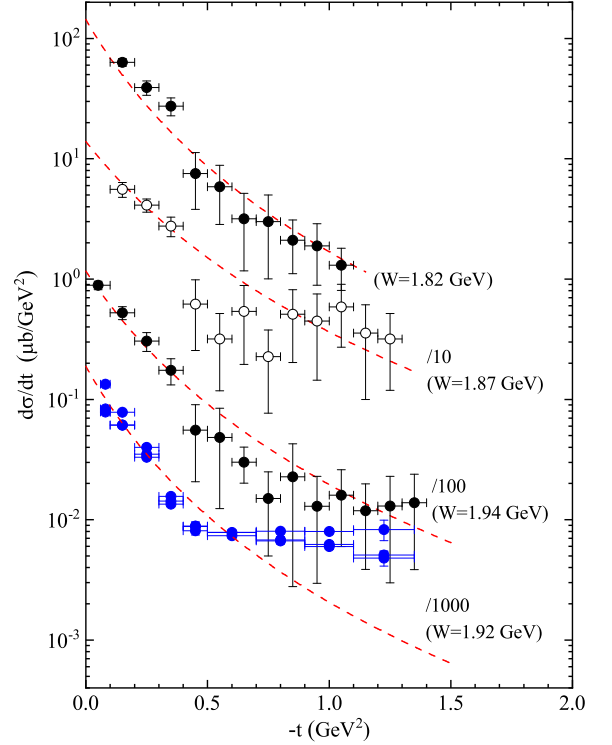 10²
10¹
10⁰
10⁻¹
10⁻²
10⁻³
dσ/dt (μb/GeV²)
(W=1.82 GeV)
/10
(W=1.87 GeV)
/100
(W=1.94 GeV)
/1000
(W=1.92 GeV)
0.0 0.5 1.0 1.5 2.0
-t (GeV²)